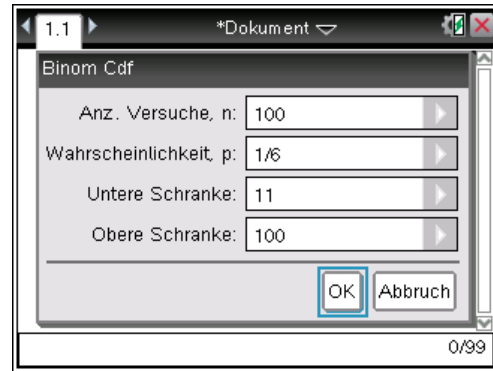 1.1 *Dokument
Binom Cdf
Anz. Versuche, n: 100
Wahrscheinlichkeit, p: 1/6
Untere Schranke: 11
Obere Schranke: 100
OK Abbruch
0/99